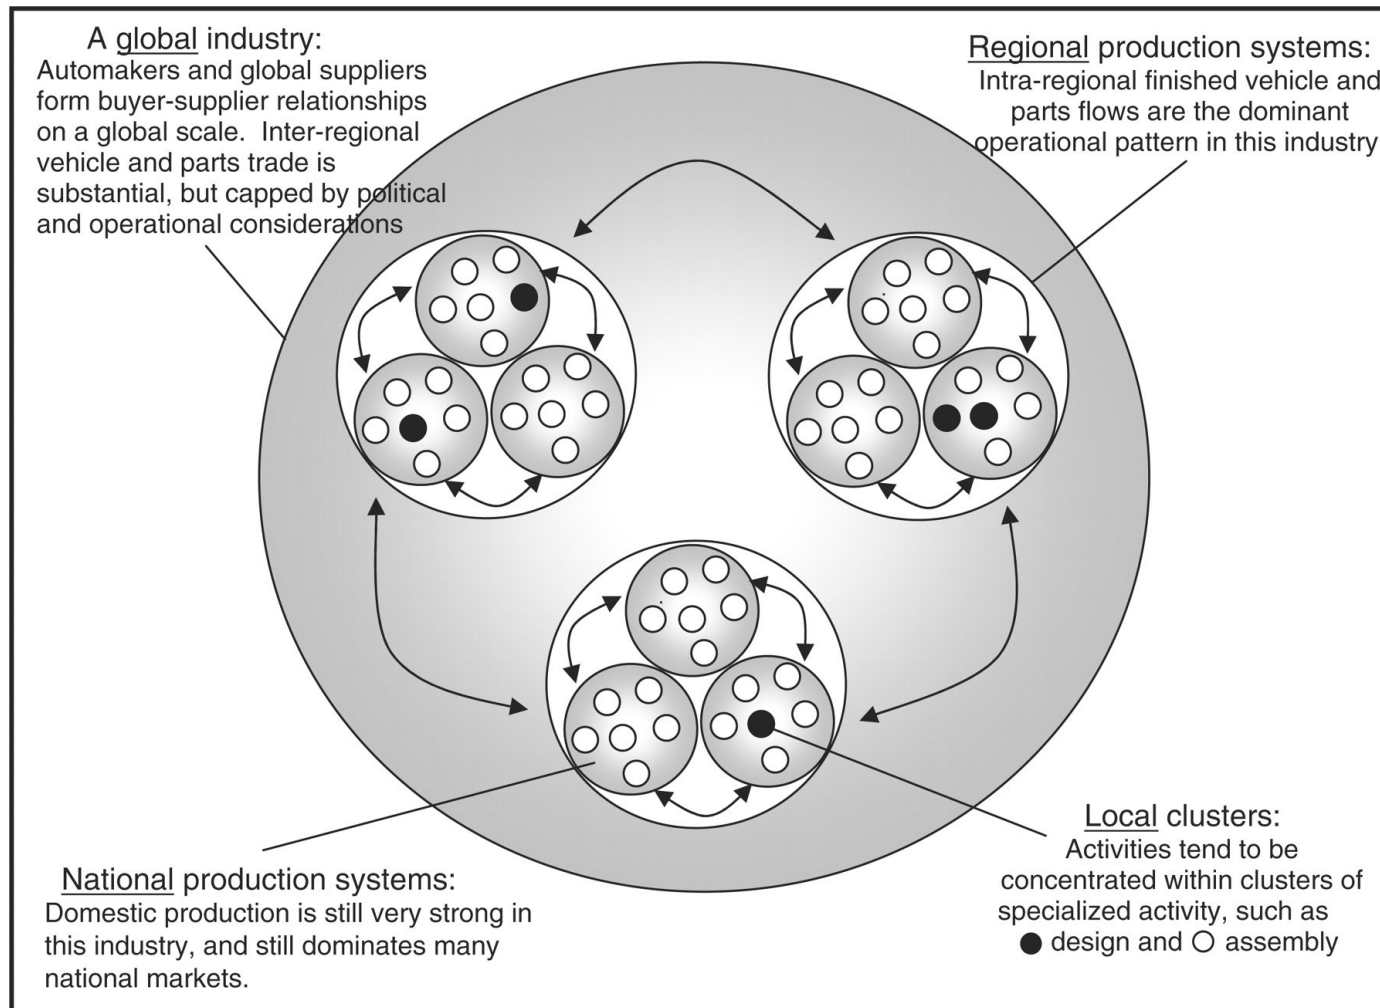 A global industry:
Automakers and global suppliers
form buyer-supplier relationships
on a global scale.  Inter-regional
vehicle and parts trade is
substantial, but capped by political
and operational considerations
Regional production systems:
Intra-regional finished vehicle and
parts flows are the dominant
operational pattern in this industry
National production systems:
Domestic production is still very strong in
this industry, and still dominates many
national markets.
Local clusters:
Activities tend to be
concentrated within clusters of
specialized activity, such as
● design and ○ assembly